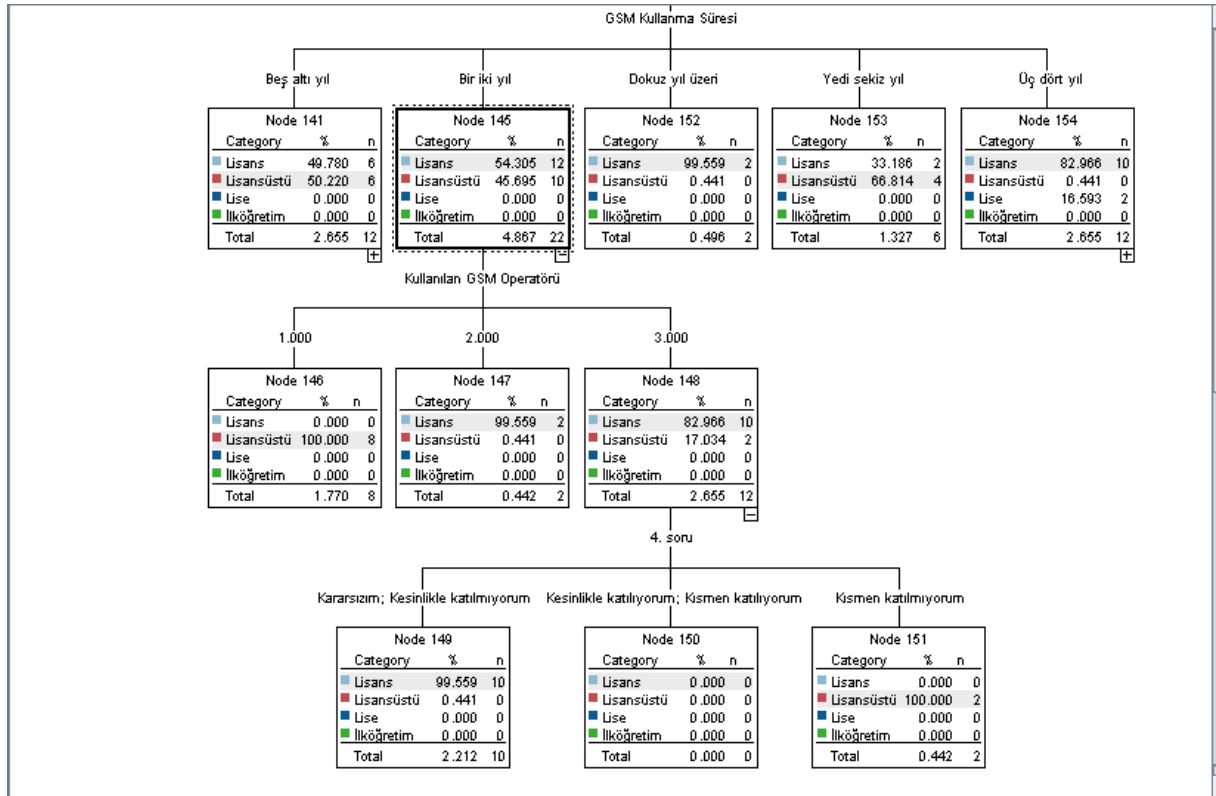 GSM Kullanma Süresi
Beş altı yıl
Bir iki yıl
Dokuz yıl üzeri
Yedi sekiz yıl
Üç dört yıl
Node 141
Category % n
Lisans 49.780 6
Lisansüstü 50.220 6
Lise 0.000 0
İlköğretim 0.000 0
Total 2.655 12
Node 145
Category % n
Lisans 54.305 12
Lisansüstü 45.695 10
Lise 0.000 0
İlköğretim 0.000 0
Total 4.867 22
Node 152
Category % n
Lisans 99.559 2
Lisansüstü 0.441 0
Lise 0.000 0
İlköğretim 0.000 0
Total 0.496 2
Node 153
Category % n
Lisans 33.186 2
Lisansüstü 66.814 4
Lise 0.000 0
İlköğretim 0.000 0
Total 1.327 6
Node 154
Category % n
Lisans 82.966 10
Lisansüstü 0.441 0
Lise 16.593 2
İlköğretim 0.000 0
Total 2.655 12
Kullanılan GSM Operatörü
1.000
2.000
3.000
Node 146
Category % n
Lisans 0.000 0
Lisansüstü 100.000 8
Lise 0.000 0
İlköğretim 0.000 0
Total 1.770 8
Node 147
Category % n
Lisans 99.559 2
Lisansüstü 0.441 0
Lise 0.000 0
İlköğretim 0.000 0
Total 0.442 2
Node 148
Category % n
Lisans 82.966 10
Lisansüstü 17.034 2
Lise 0.000 0
İlköğretim 0.000 0
Total 2.655 12
4. soru
Kararsızım; Kesinlikle katılmıyorum
Kesinlikle katılıyorum; Kısmen katılıyorum
Kısmen katılmıyorum
Node 149
Category % n
Lisans 99.559 10
Lisansüstü 0.441 0
Lise 0.000 0
İlköğretim 0.000 0
Total 2.212 10
Node 150
Category % n
Lisans 0.000 0
Lisansüstü 0.000 0
Lise 0.000 0
İlköğretim 0.000 0
Total 0.000 0
Node 151
Category % n
Lisans 0.000 0
Lisansüstü 100.000 2
Lise 0.000 0
İlköğretim 0.000 0
Total 0.442 2